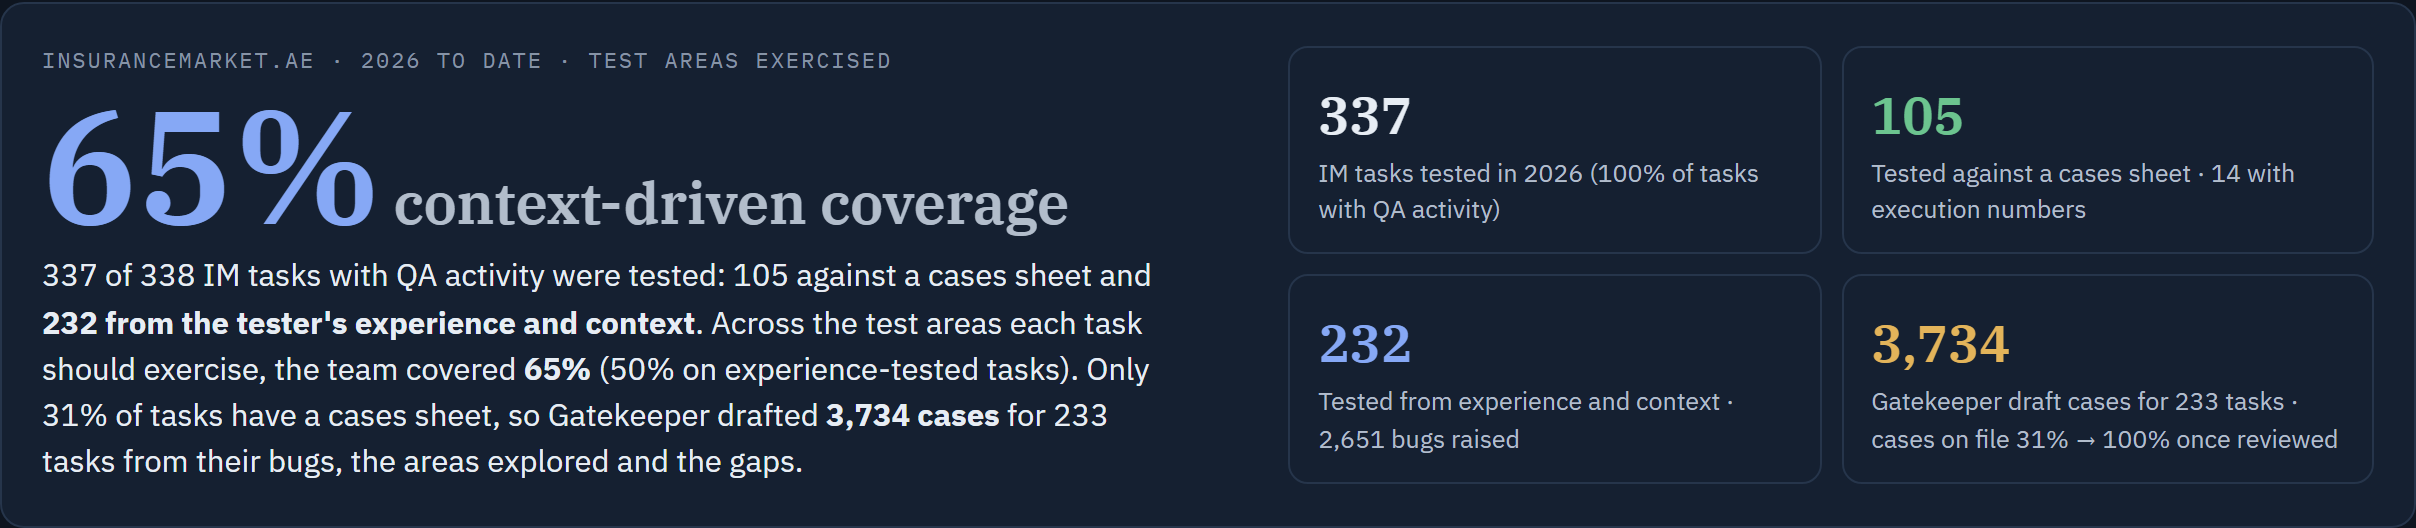 INSURANCEMARKET.AE · 2026 TO DATE · TEST AREAS EXERCISED
65% context-driven coverage
337 of 338 IM tasks with QA activity were tested: 105 against a cases sheet and
232 from the tester's experience and context. Across the test areas each task
should exercise, the team covered 65% (50% on experience-tested tasks). Only
31% of tasks have a cases sheet, so Gatekeeper drafted 3,734 cases for 233
tasks from their bugs, the areas explored and the gaps.
337
IM tasks tested in 2026 (100% of tasks
with QA activity)
105
Tested against a cases sheet · 14 with
execution numbers
232
Tested from experience and context ·
2,651 bugs raised
3,734
Gatekeeper draft cases for 233 tasks ·
cases on file 31% → 100% once reviewed